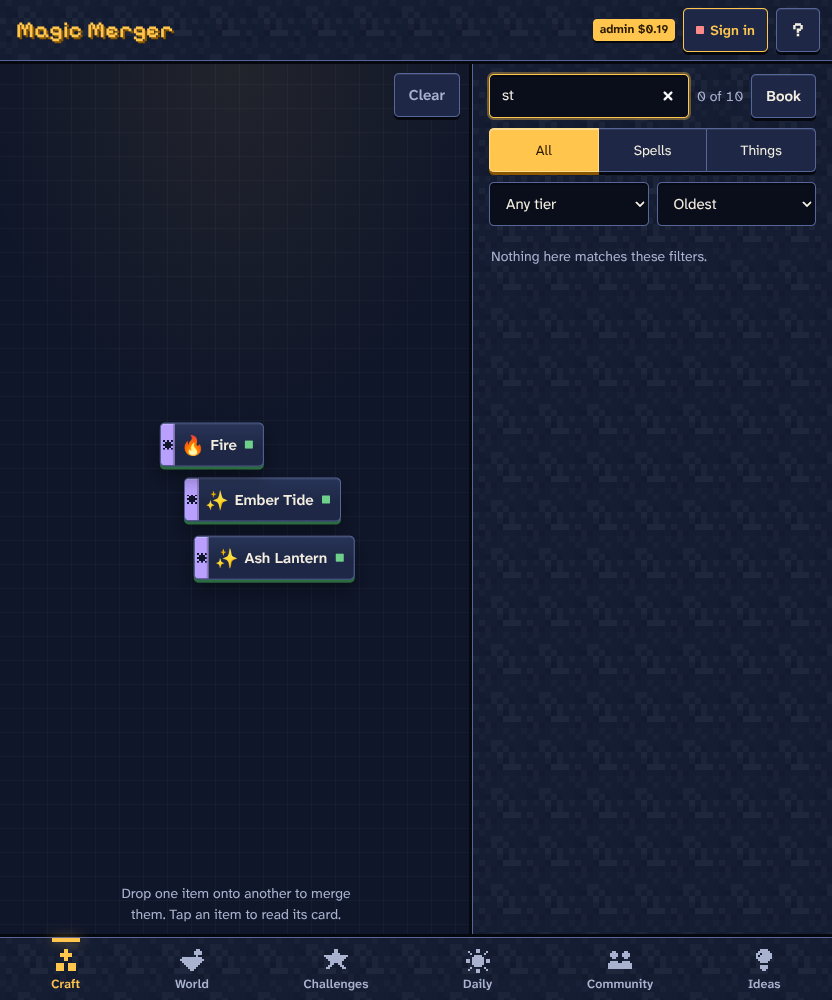 Magic Merger
admin $0.19
Sign in
?
Clear
st
0 of 10
Book
All
Spells
Things
Any tier
Oldest
Nothing here matches these filters.
🔥 Fire
✨ Ember Tide
✨ Ash Lantern
Drop one item onto another to merge
them. Tap an item to read its card.
Craft
World
Challenges
Daily
Community
Ideas